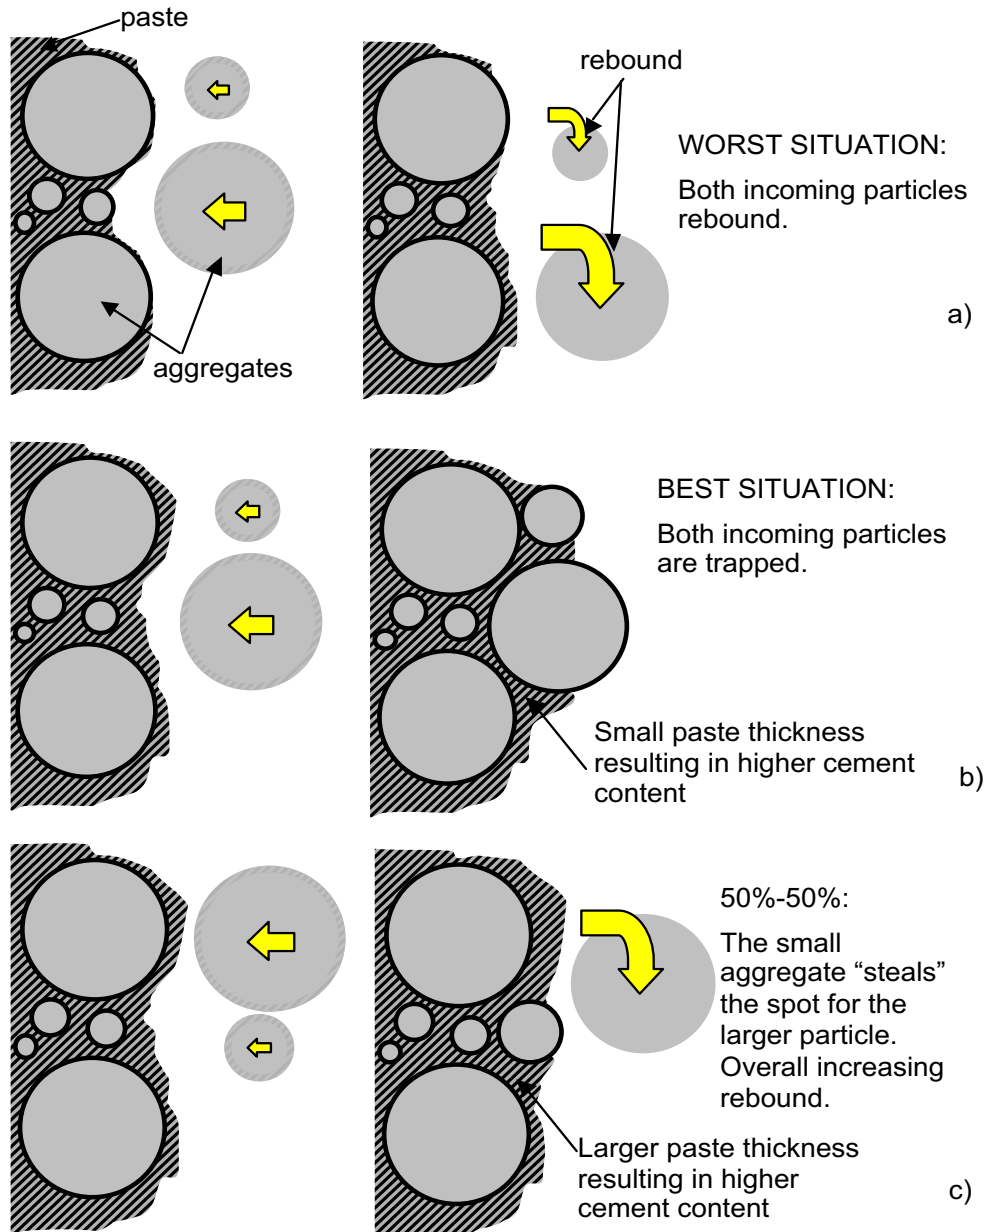 paste
rebound
WORST SITUATION:
Both incoming particles
rebound.
aggregates
a)
BEST SITUATION:
Both incoming particles
are trapped.
Small paste thickness
resulting in higher cement
content
b)
50%-50%:
The small
aggregate “steals”
the spot for the
larger particle.
Overall increasing
rebound.
Larger paste thickness
resulting in higher
cement content
c)